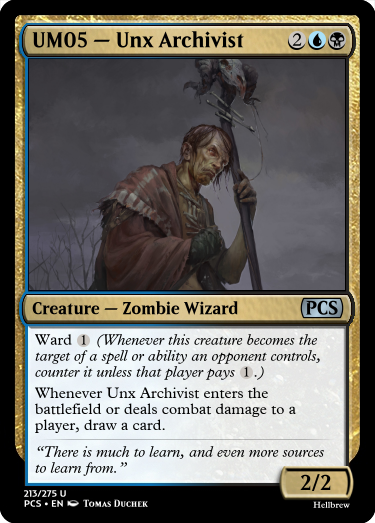 UM05 — Unx Archivist 2
Creature — Zombie Wizard PCS
Ward 1 (Whenever this creature becomes the
target of a spell or ability an opponent controls,
counter it unless that player pays 1.)
Whenever Unx Archivist enters the
battlefield or deals combat damage to a
player, draw a card.
“There is much to learn, and even more sources
to learn from.”
2/2
213/275 U
PCS • EN Tomas Duchek
Hellbrew